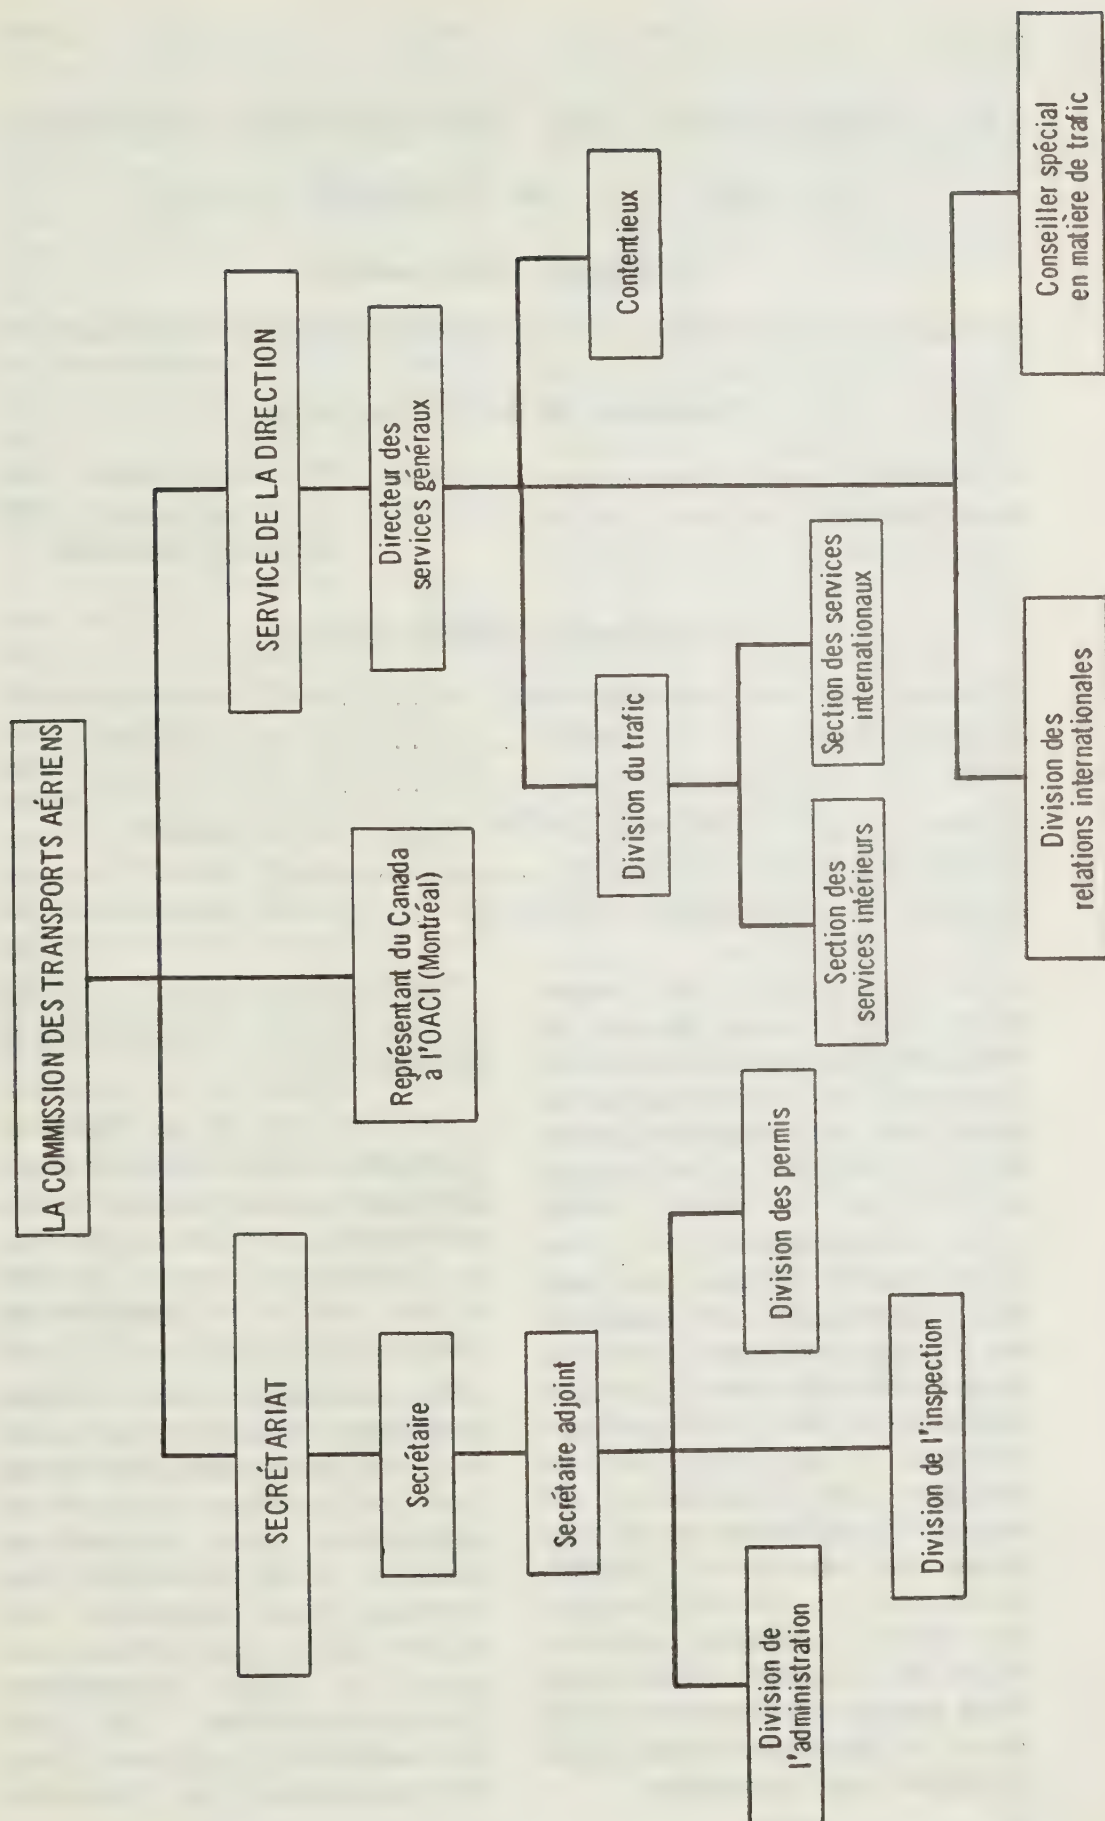 LA COMMISSION DES TRANSPORTS AÉRIENS
SECRÉTARIAT
Secrétaire
Secrétaire adjoint
Division de
l'administration
Division de l'inspection
Division des permis
Représentant du Canada
à l'OACI (Montréal)
SERVICE DE LA DIRECTION
Directeur des
services généraux
Division du trafic
Section des
services intérieurs
Section des services
internationaux
Contentieux
Division des
relations internationales
Conseiller spécial
en matière de trafic